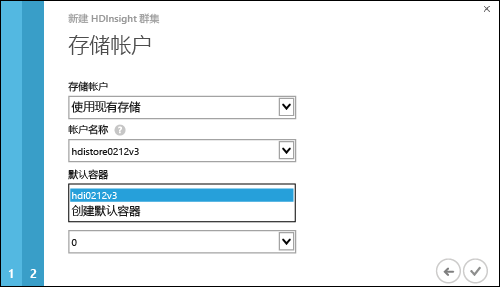 新建 HDInsight 群集
存储帐户
存储帐户
使用现有存储
帐户名称 ?
hdistore0212v3
默认容器
hdi0212v3
创建默认容器
0
1 2